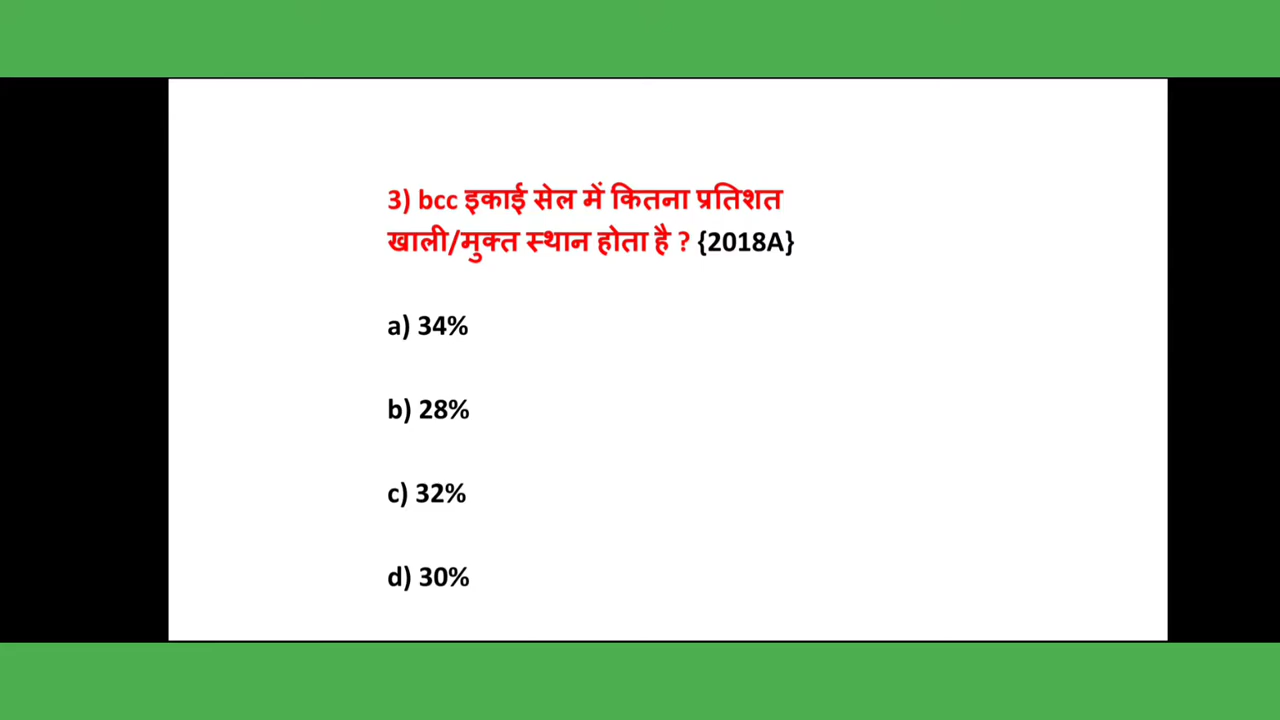 3) bcc इकाई सेल में कितना प्रतिशत
खाली/मुक्त स्थान होता है ? {2018A}
a) 34%
b) 28%
c) 32%
d) 30%